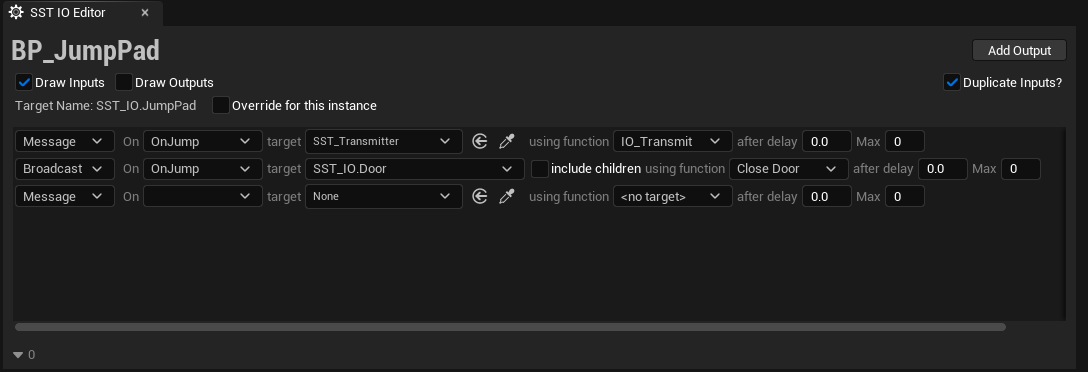 SST IO Editor ×
BP_JumpPad Add Output
Draw Inputs Draw Outputs Duplicate Inputs?
Target Name: SST_IO.JumpPad Override for this instance
Message On OnJump target SST_Transmitter using function IO_Transmit after delay 0.0 Max 0
Broadcast On OnJump target SST_IO.Door include children using function Close Door after delay 0.0 Max 0
Message On target None using function <no target> after delay 0.0 Max 0
0